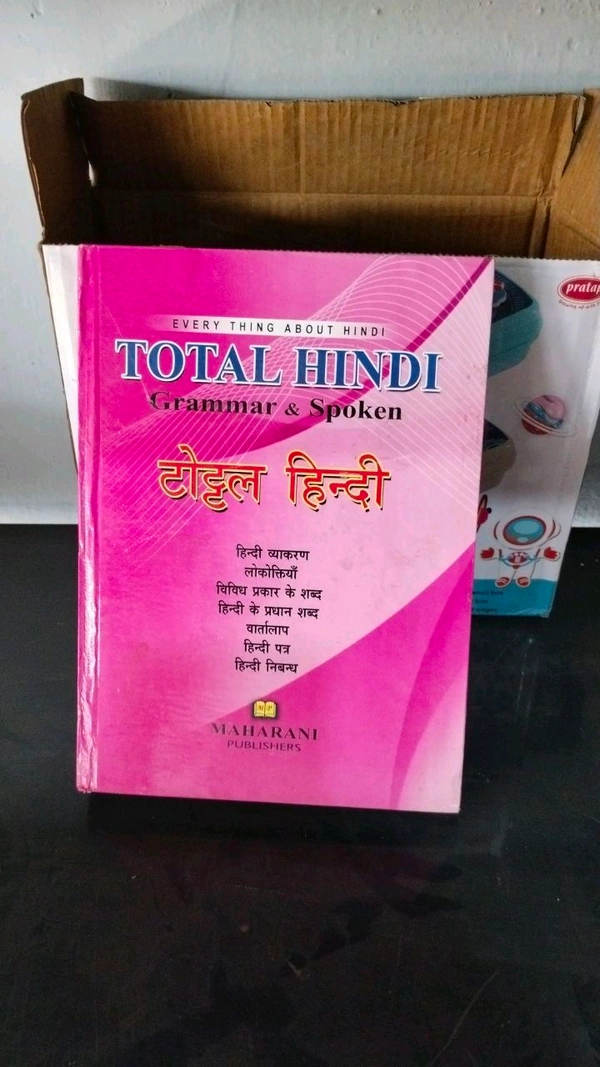 EVERY THING ABOUT HINDI
TOTAL HINDI
Grammar & Spoken
टोट्टल हिन्दी
हिन्दी व्याकरण
लोकोक्तियाँ
विविध प्रकार के शब्द
हिन्दी के प्रधान शब्द
वार्तालाप
हिन्दी पत्र
हिन्दी निबन्ध
MAHARANI
PUBLISHERS
pratap